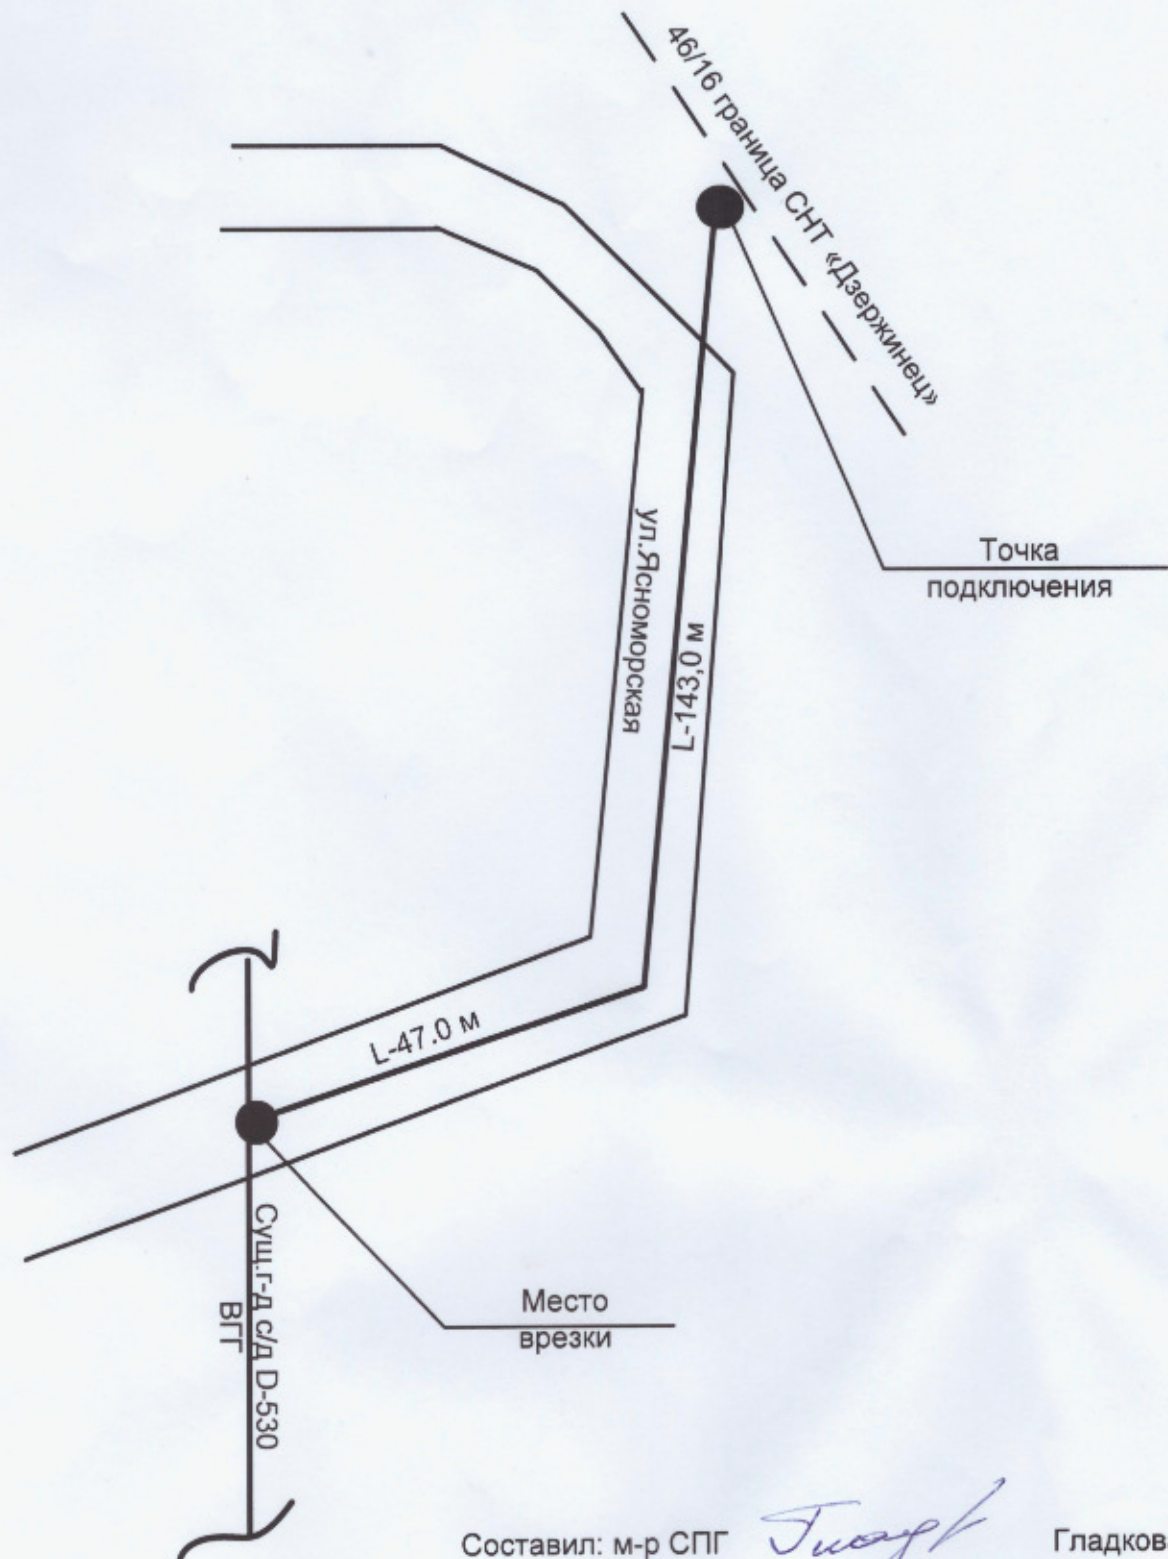 46/16 граница СНТ «Дзержинец»
Точка
подключения
ул.Ясноморская
L-143,0 м
L-47.0 м
Сущ.г-д с/д D-530
ВГГ
Место
врезки
Составил: м-р СПГ
Гладков